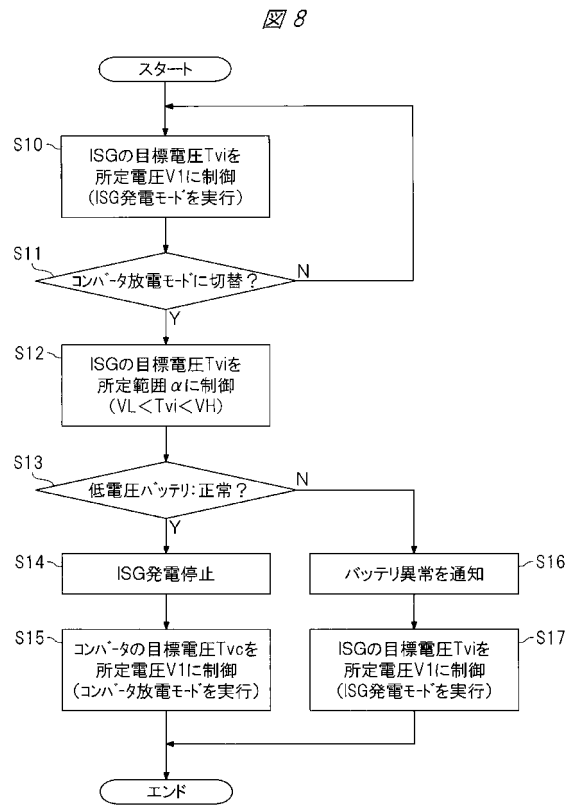 図 8
スタート
S10
ISGの目標電圧Tviを
所定電圧V1に制御
(ISG発電モードを実行)
S11
コンバータ放電モードに切替？
N
Y
S12
ISGの目標電圧Tviを
所定範囲αに制御
(VL＜Tvi＜VH)
S13
低電圧バッテリ：正常？
N
Y
S14
ISG発電停止
バッテリ異常を通知
S16
S15
コンバータの目標電圧Tvcを
所定電圧V1に制御
(コンバータ放電モードを実行)
ISGの目標電圧Tviを
所定電圧V1に制御
(ISG発電モードを実行)
S17
エンド